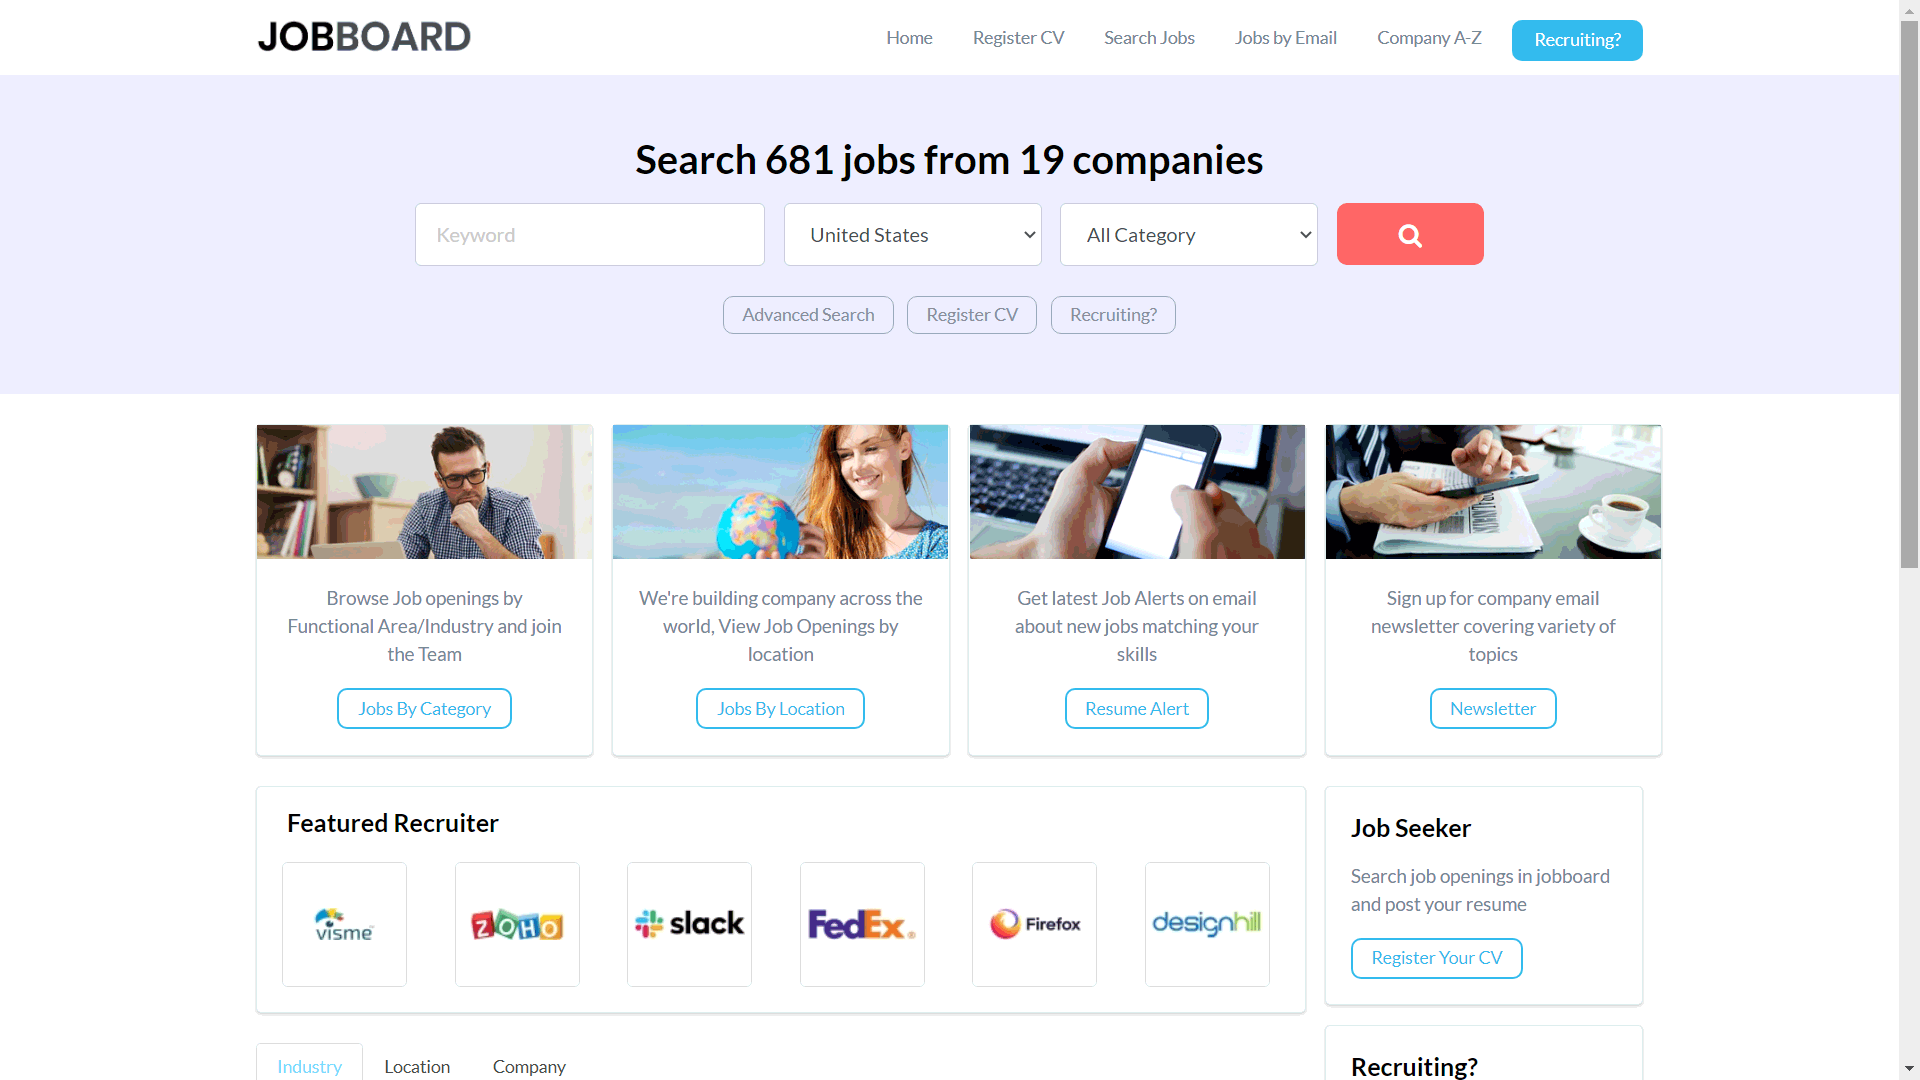 JOBBOARD
Home Register CV Search Jobs Jobs by Email Company A-Z Recruiting?
Search 681 jobs from 19 companies
Keyword United States All Category
Advanced Search Register CV Recruiting?
Browse Job openings by
Functional Area/Industry and join
the Team
Jobs By Category
We're building company across the
world, View Job Openings by
location
Jobs By Location
Get latest Job Alerts on email
about new jobs matching your
skills
Resume Alert
Sign up for company email
newsletter covering variety of
topics
Newsletter
Featured Recruiter
visme
ZOHO
slack
FedEx
Firefox
designhill
Job Seeker
Search job openings in jobboard
and post your resume
Register Your CV
Industry Location Company
Recruiting?